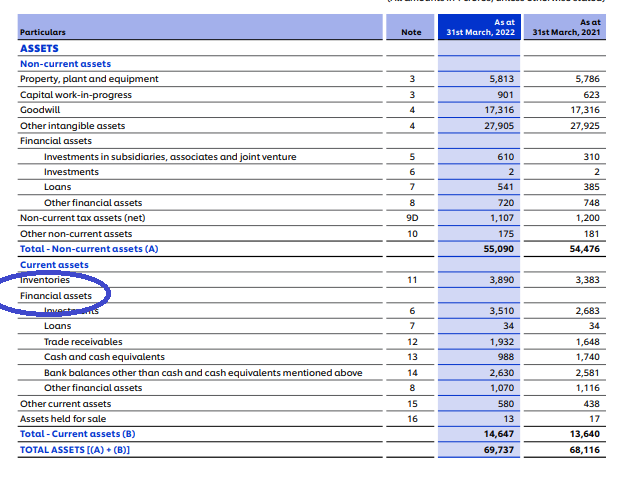 (All amounts in ₹ crores, unless otherwise stated)
Particulars Note As at 31st March, 2022 As at 31st March, 2021
ASSETS
Non-current assets
Property, plant and equipment 3 5,813 5,786
Capital work-in-progress 3 901 623
Goodwill 4 17,316 17,316
Other intangible assets 4 27,905 27,925
Financial assets
Investments in subsidiaries, associates and joint venture 5 610 310
Investments 6 2 2
Loans 7 541 385
Other financial assets 8 720 748
Non-current tax assets (net) 9D 1,107 1,200
Other non-current assets 10 175 181
Total - Non-current assets (A) 55,090 54,476
Current assets
Inventories 11 3,890 3,383
Financial assets
Investments 6 3,510 2,683
Loans 7 34 34
Trade receivables 12 1,932 1,648
Cash and cash equivalents 13 988 1,740
Bank balances other than cash and cash equivalents mentioned above 14 2,630 2,581
Other financial assets 8 1,070 1,116
Other current assets 15 580 438
Assets held for sale 16 13 17
Total - Current assets (B) 14,647 13,640
TOTAL ASSETS [(A) + (B)] 69,737 68,116